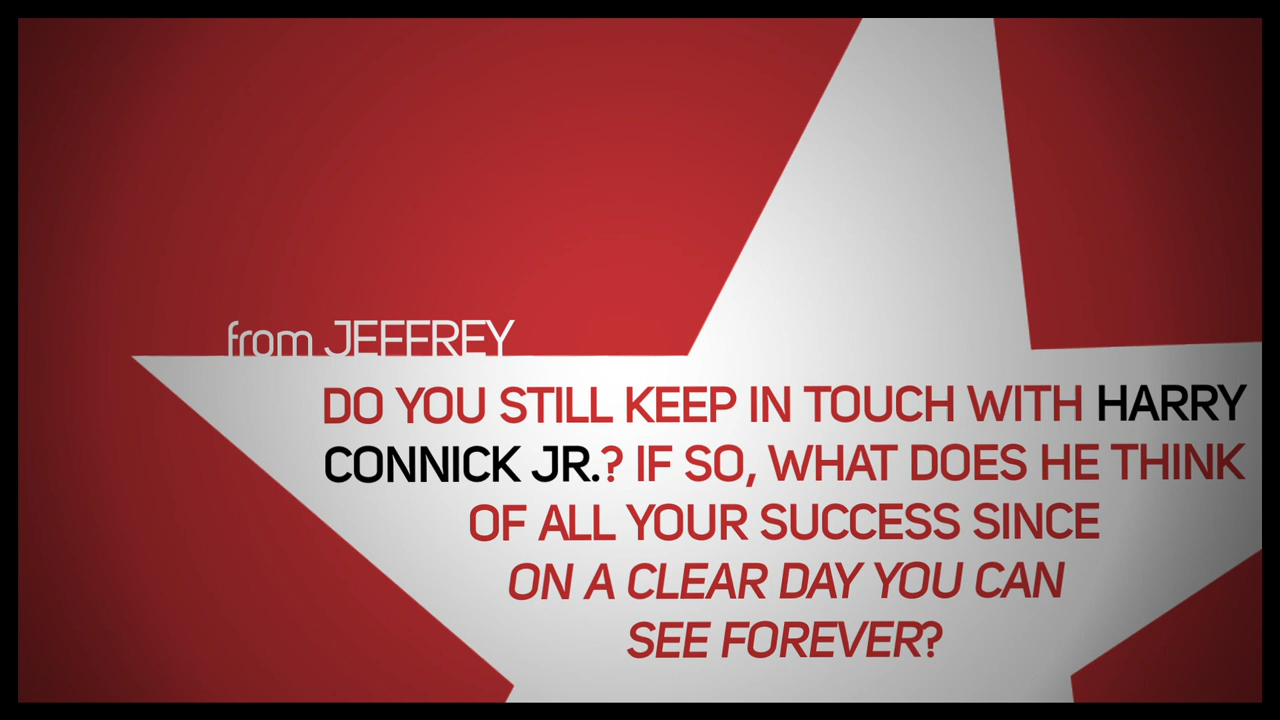 from JEFFREY
DO YOU STILL KEEP IN TOUCH WITH HARRY
CONNICK JR.? IF SO, WHAT DOES HE THINK
OF ALL YOUR SUCCESS SINCE
ON A CLEAR DAY YOU CAN
SEE FOREVER?